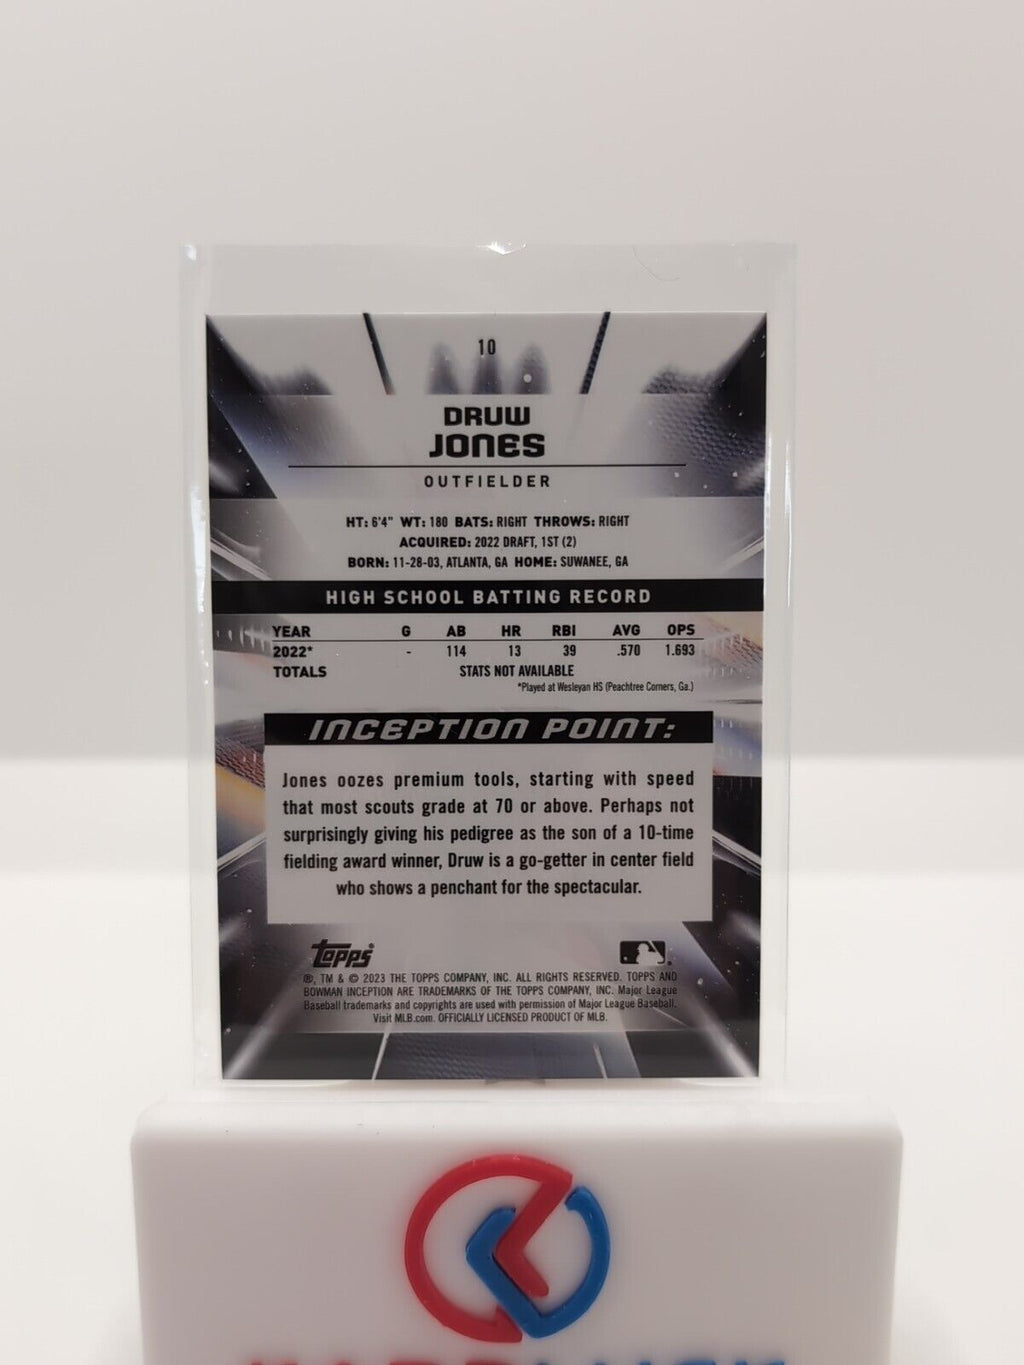 10
DRUW
JONES
OUTFIELDER
HT: 6'4" WT: 180 BATS: RIGHT THROWS: RIGHT
ACQUIRED: 2022 DRAFT, 1ST (2)
BORN: 11-28-03, ATLANTA, GA HOME: SUWANEE, GA
HIGH SCHOOL BATTING RECORD
YEAR G AB HR RBI AVG OPS
2022* - 114 13 39 .570 1.693
TOTALS STATS NOT AVAILABLE
*Played at Wesleyan HS (Peachtree Corners, Ga.)
INCEPTION POINT:
Jones oozes premium tools, starting with speed
that most scouts grade at 70 or above. Perhaps not
surprisingly giving his pedigree as the son of a 10-time
fielding award winner, Druw is a go-getter in center field
who shows a penchant for the spectacular.
topps®
®, TM & © 2023 THE TOPPS COMPANY, INC. ALL RIGHTS RESERVED. TOPPS AND
BOWMAN INCEPTION ARE TRADEMARKS OF THE TOPPS COMPANY, INC. Major League
Baseball trademarks and copyrights are used with permission of Major League Baseball.
Visit MLB.com. OFFICIALLY LICENSED PRODUCT OF MLB.